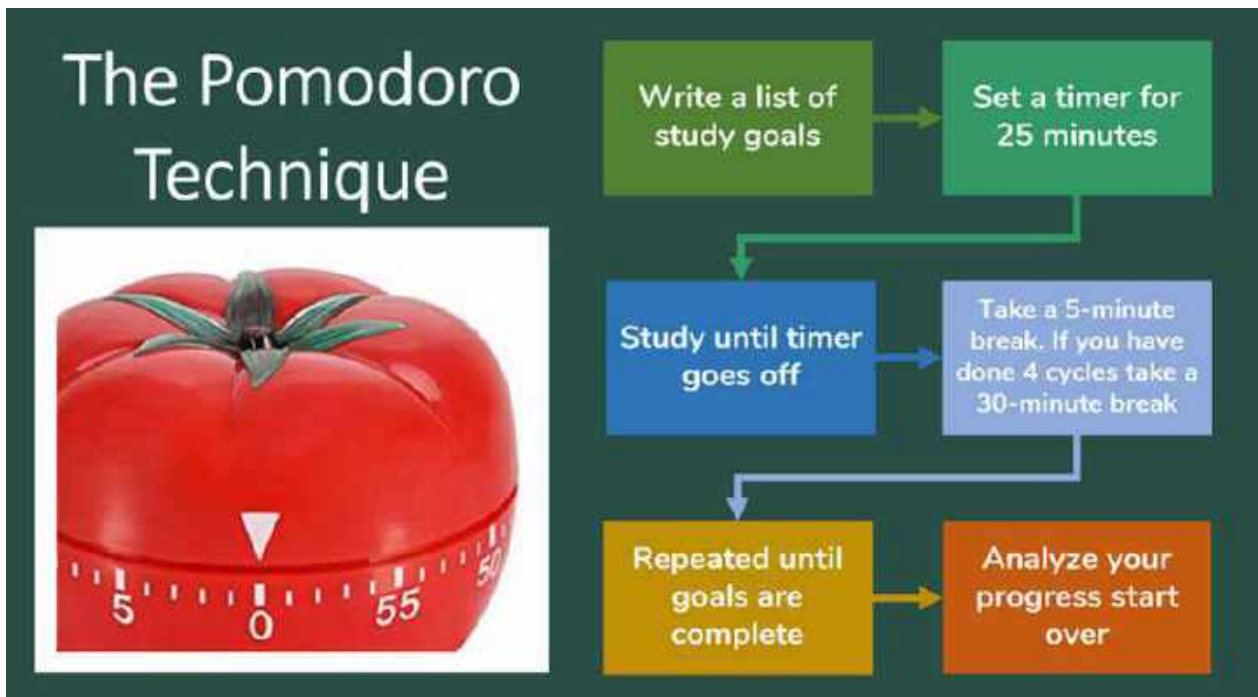 The Pomodoro
Technique
Write a list of
study goals
Set a timer for
25 minutes
Study until timer
goes off
Take a 5-minute
break. If you have
done 4 cycles take a
30-minute break
Repeated until
goals are
complete
Analyze your
progress start
over
5
0
55
50